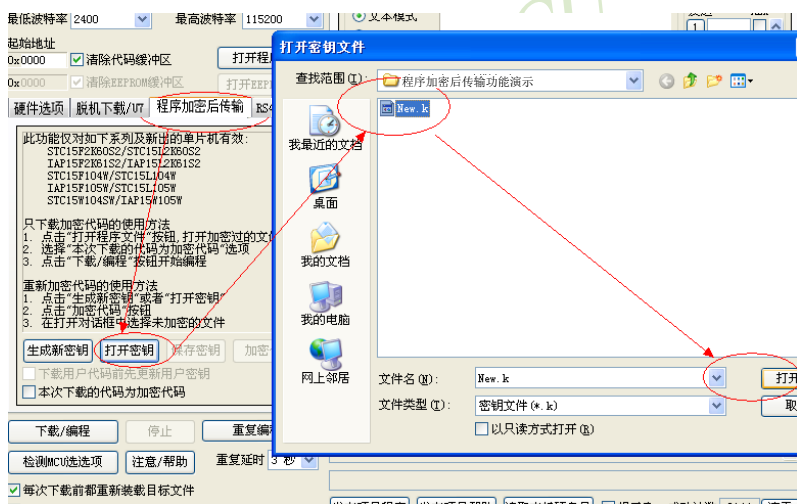 最低波特率 2400 最高波特率 115200
文本模式
起始地址
0x0000 清除代码缓冲区 打开程
0x0000 清除EEPROM缓冲区 打开EEP
硬件选项 脱机下载/U7 程序加密后传输 RS4
此功能仅对如下系列及新出的单片机有效:
STC15F2K60S2/STC15L2K60S2
IAP15F2K61S2/IAP15L2K61S2
STC15F104W/STC15L104W
IAP15F105W/STC15L105W
STC15W104SW/IAP15W105W
只下载加密代码的使用方法
1. 点击"打开程序文件"按钮,打开加密过的文
2. 选择"本次下载的代码为加密代码"选项
3. 点击"下载/编程"按钮开始编程
重新加密代码的使用方法
1. 点击"生成新密钥"或者"打开密钥"
2. 点击"加密代码"按钮
3. 在打开对话框中选择未加密的文件
生成新密钥 打开密钥 保存密钥 加密
下载用户代码前先更新用户密钥
本次下载的代码为加密代码
下载/编程 停止 重复编
检测MCU选项 注意/帮助 重复延时 3 秒
每次下载前都重新装载目标文件
打开密钥文件
查找范围(I): 程序加密后传输功能演示
New.k
我最近的文档
桌面
我的文档
我的电脑
网上邻居
文件名(N): New.k 打开
文件类型(T): 密钥文件(*.k) 取
以只读方式打开(R)